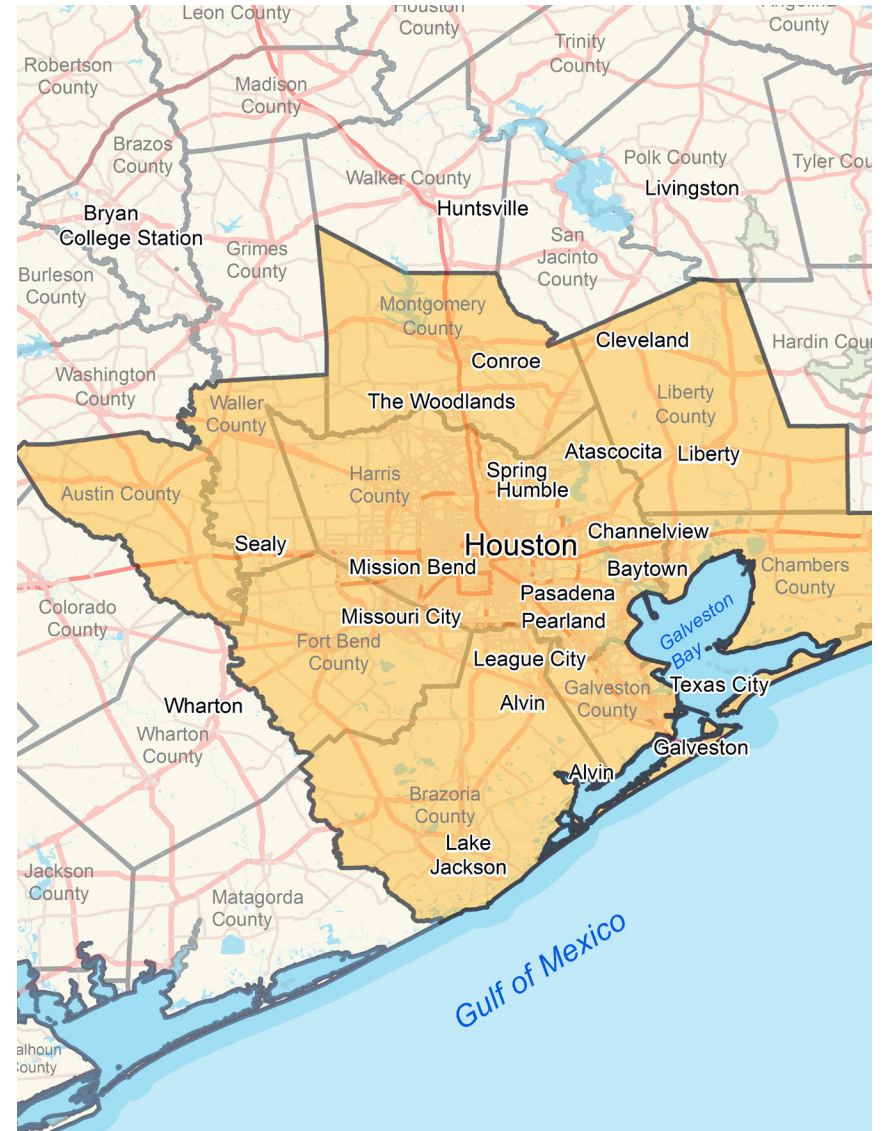 Leon County
Houston
County
Angelina
County
Trinity
County
Robertson
County
Madison
County
Brazos
County
Polk County
Tyler Cou
Walker County
Livingston
Bryan
College Station
Huntsville
Grimes
County
San
Jacinto
County
Burleson
County
Montgomery
County
Cleveland
Hardin Coun
Conroe
Washington
County
Waller
County
The Woodlands
Liberty
County
Atascocita
Liberty
Spring
Humble
Harris
County
Austin County
Channelview
Sealy
Houston
Mission Bend
Baytown
Chambers
County
Pasadena
Colorado
County
Missouri City
Pearland
Galveston
Bay
Fort Bend
County
League City
Texas City
Galveston
County
Wharton
Alvin
Wharton
County
Galveston
Alvin
Brazoria
County
Lake
Jackson
Jackson
County
Matagorda
County
Gulf of Mexico
alhoun
County